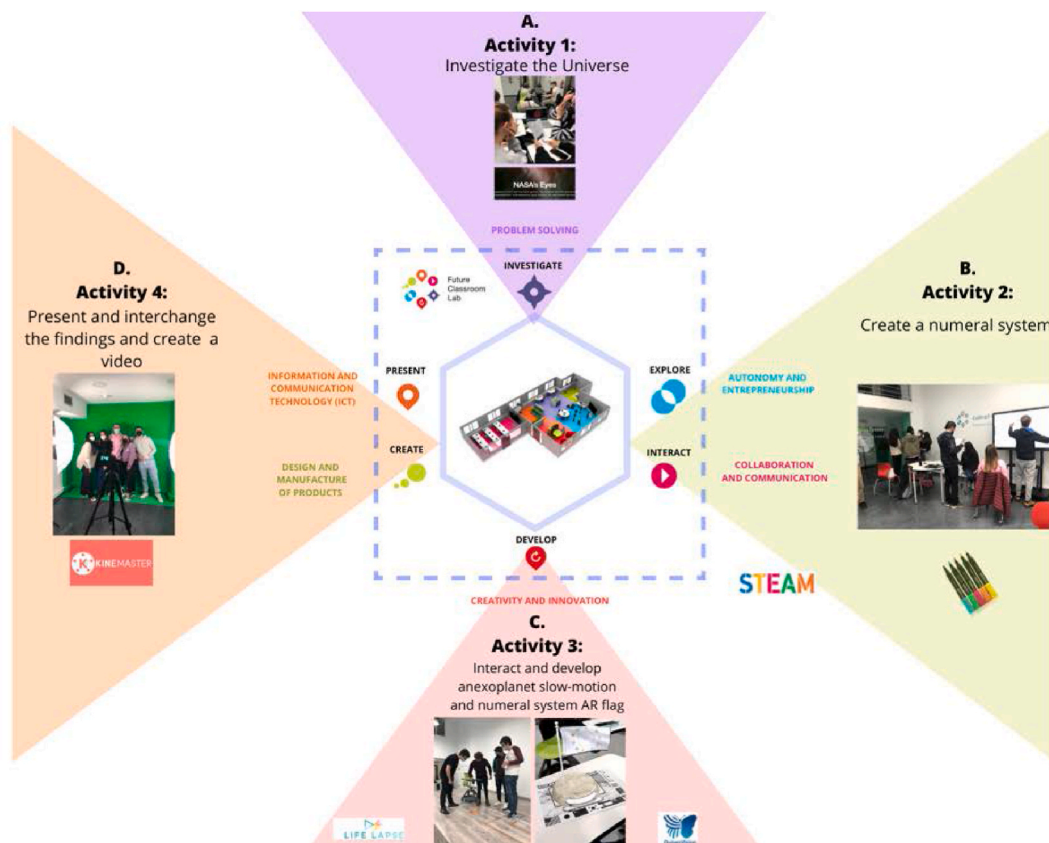 A.
Activity 1:
Investigate the Universe
NASA's Eyes
PROBLEM SOLVING
INVESTIGATE
Future
Classroom
Lab
D.
Activity 4:
Present and interchange
the findings and create a
video
KINEMASTER
INFORMATION AND
COMMUNICATION
TECHNOLOGY (ICT)
PRESENT
CREATE
DESIGN AND
MANUFACTURE
OF PRODUCTS
EXPLORE
INTERACT
AUTONOMY AND
ENTREPRENEURSHIP
COLLABORATION
AND COMMUNICATION
B.
Activity 2:
Create a numeral system
STEAM
DEVELOP
CREATIVITY AND INNOVATION
C.
Activity 3:
Interact and develop
anexoplanet slow-motion
and numeral system AR flag
LIFE LAPSE